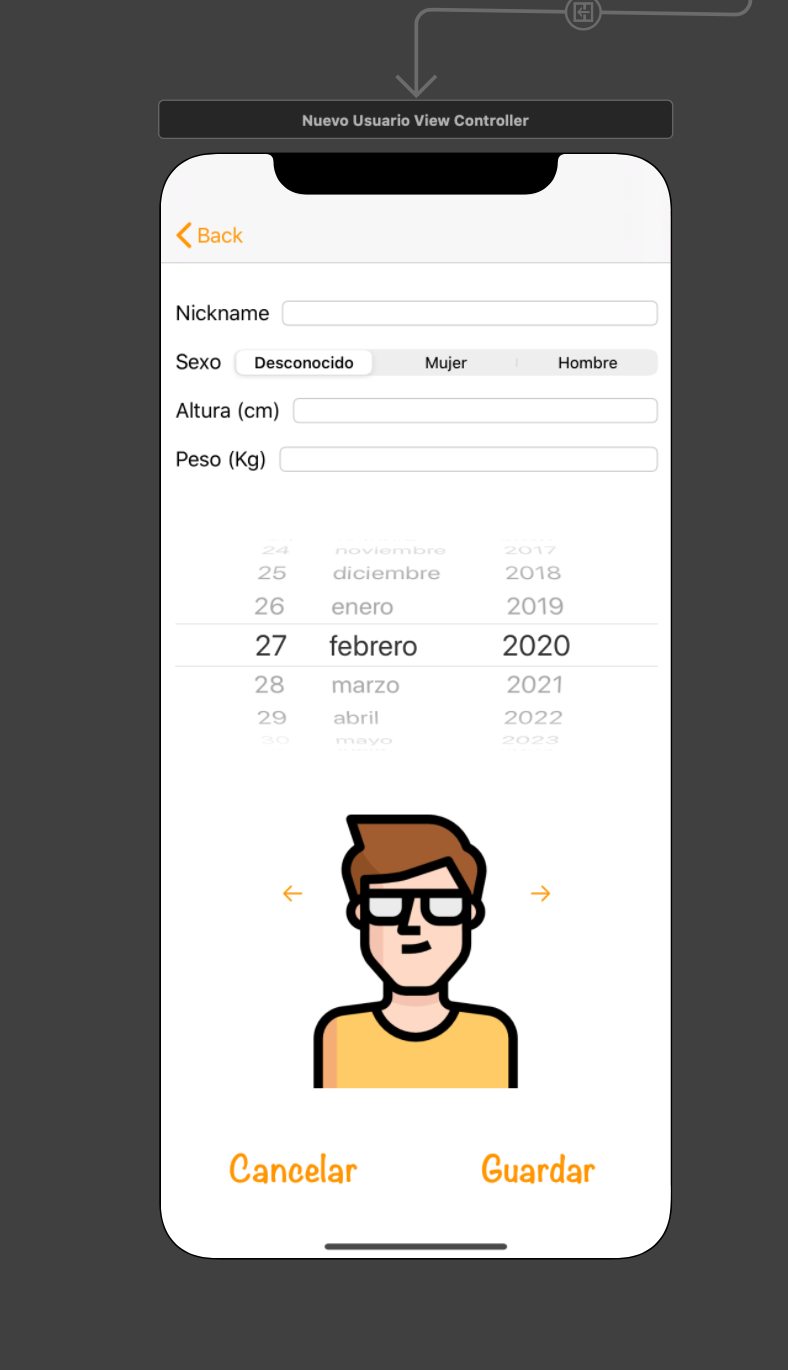 Nuevo Usuario View Controller
Back
Nickname
Sexo Desconocido Mujer Hombre
Altura (cm)
Peso (Kg)
24 noviembre 2017
25 diciembre 2018
26 enero 2019
27 febrero 2020
28 marzo 2021
29 abril 2022
30 mayo 2023
Cancelar Guardar